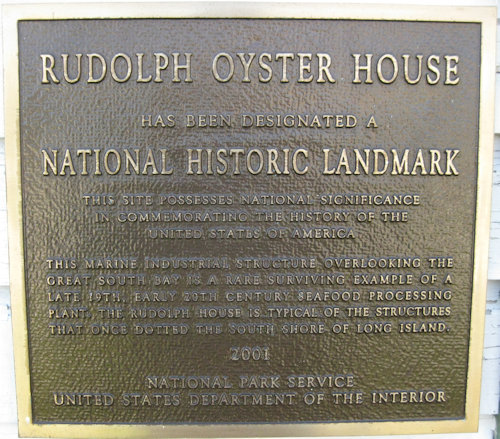 RUDOLPH OYSTER HOUSE
HAS BEEN DESIGNATED A
NATIONAL HISTORIC LANDMARK
THIS SITE POSSESSES NATIONAL SIGNIFICANCE
IN COMMEMORATING THE HISTORY OF THE
UNITED STATES OF AMERICA
THIS MARINE INDUSTRIAL STRUCTURE OVERLOOKING THE
GREAT SOUTH BAY IS A RARE SURVIVING EXAMPLE OF A
LATE 19TH, EARLY 20TH CENTURY SEAFOOD PROCESSING
PLANT. THE RUDOLPH HOUSE IS TYPICAL OF THE STRUCTURES
THAT ONCE DOTTED THE SOUTH SHORE OF LONG ISLAND.
2001
NATIONAL PARK SERVICE
UNITED STATES DEPARTMENT OF THE INTERIOR